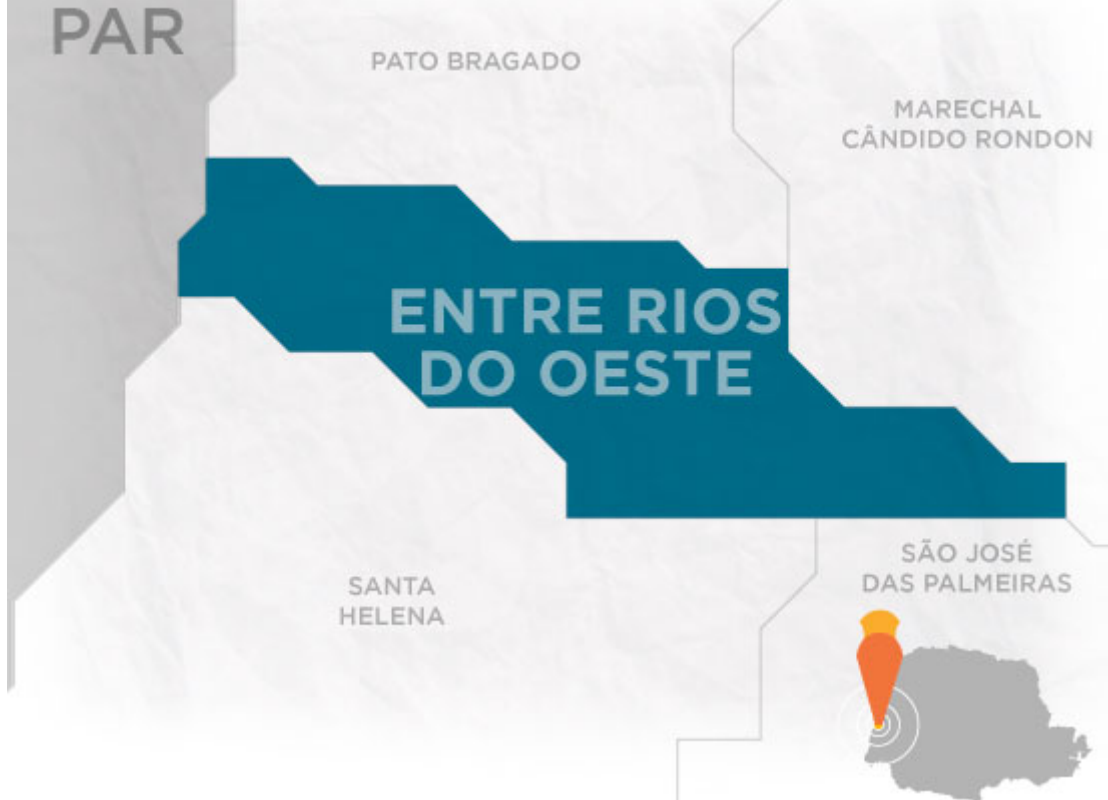 PAR
PATO BRAGADO
MARECHAL
CÂNDIDO RONDON
ENTRE RIOS
DO OESTE
SANTA
HELENA
SÃO JOSÉ
DAS PALMEIRAS